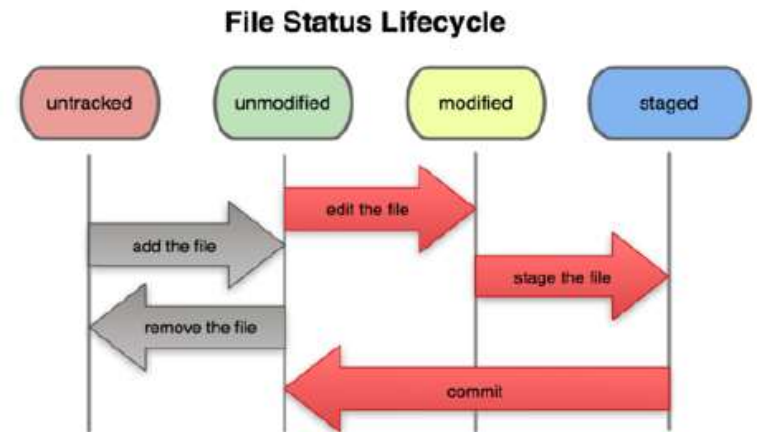 File Status Lifecycle
untracked
unmodified
modified
staged
edit the file
add the file
stage the file
remove the file
commit